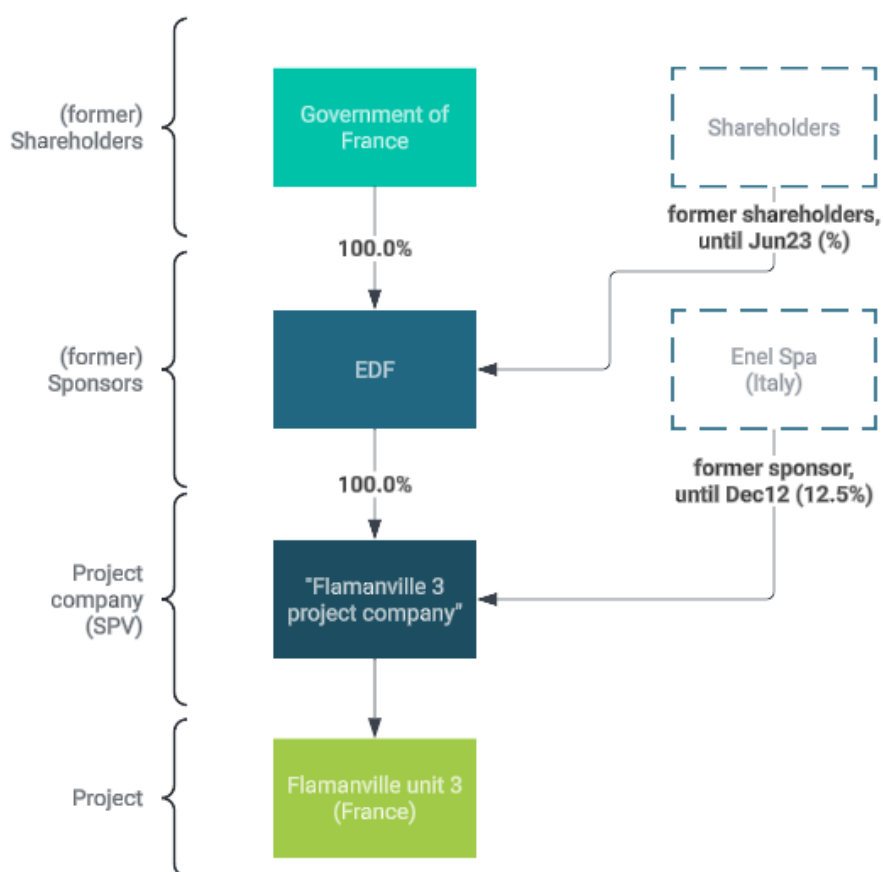 (former)
Shareholders
Government of
France
Shareholders
former shareholders,
until Jun23 (%)
100.0%
(former)
Sponsors
EDF
Enel Spa
(Italy)
former sponsor,
until Dec12 (12.5%)
100.0%
Project
company
(SPV)
"Flamanville 3
project company"
Project
Flamanville unit 3
(France)